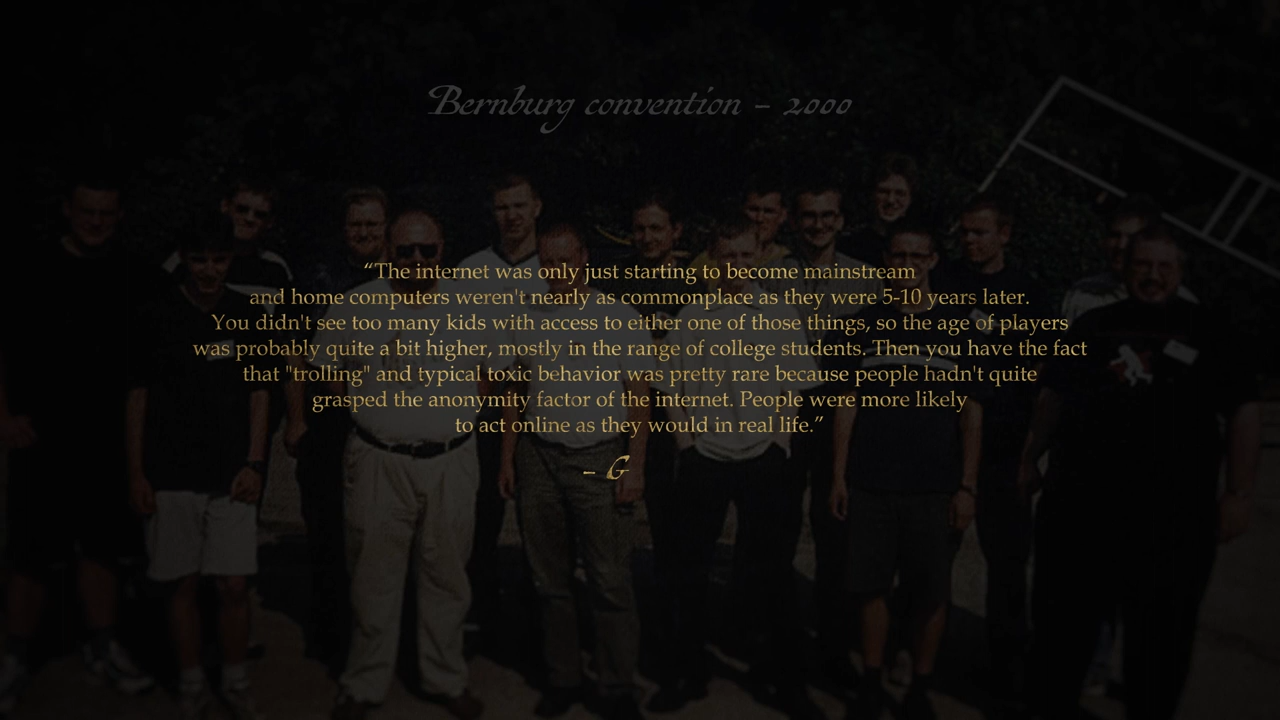 Bernburg convention - 2000
“The internet was only just starting to become mainstream
and home computers weren't nearly as commonplace as they were 5-10 years later.
You didn't see too many kids with access to either one of those things, so the age of players
was probably quite a bit higher, mostly in the range of college students. Then you have the fact
that "trolling" and typical toxic behavior was pretty rare because people hadn't quite
grasped the anonymity factor of the internet. People were more likely
to act online as they would in real life.”
- G